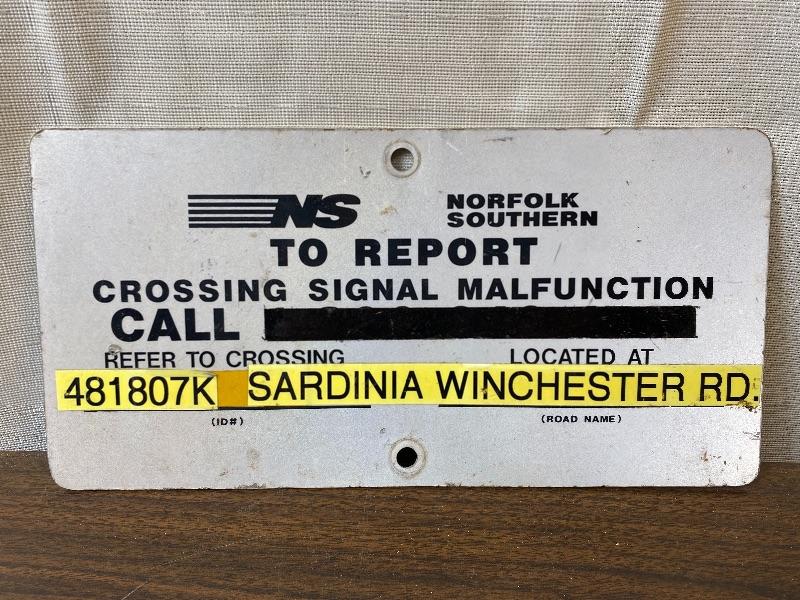 NS NORFOLK
SOUTHERN
TO REPORT
CROSSING SIGNAL MALFUNCTION
CALL
REFER TO CROSSING LOCATED AT
481807K SARDINIA WINCHESTER RD.
(ID#) (ROAD NAME)